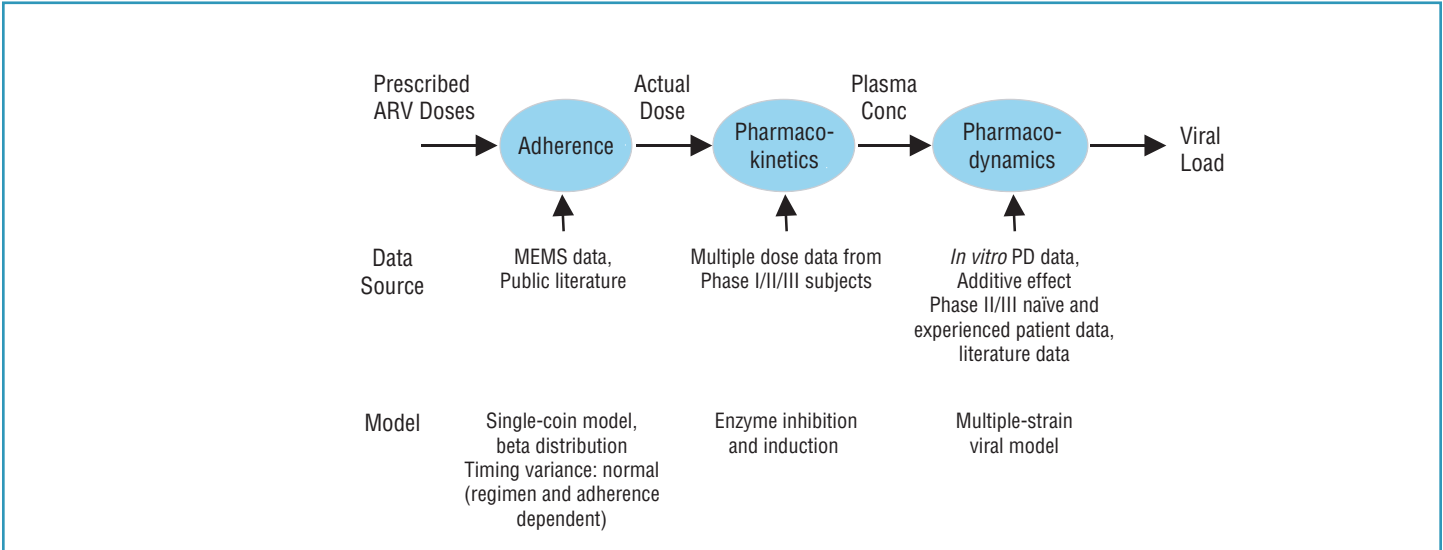 Prescribed
ARV Doses
Actual
Dose
Plasma
Conc
Adherence
Pharmaco-
kinetics
Pharmaco-
dynamics
Viral
Load
Data
Source
MEMS data,
Public literature
Multiple dose data from
Phase I/II/III subjects
In vitro PD data,
Additive effect
Phase II/III naïve and
experienced patient data,
literature data
Model
Single-coin model,
beta distribution
Timing variance: normal
(regimen and adherence
dependent)
Enzyme inhibition
and induction
Multiple-strain
viral model